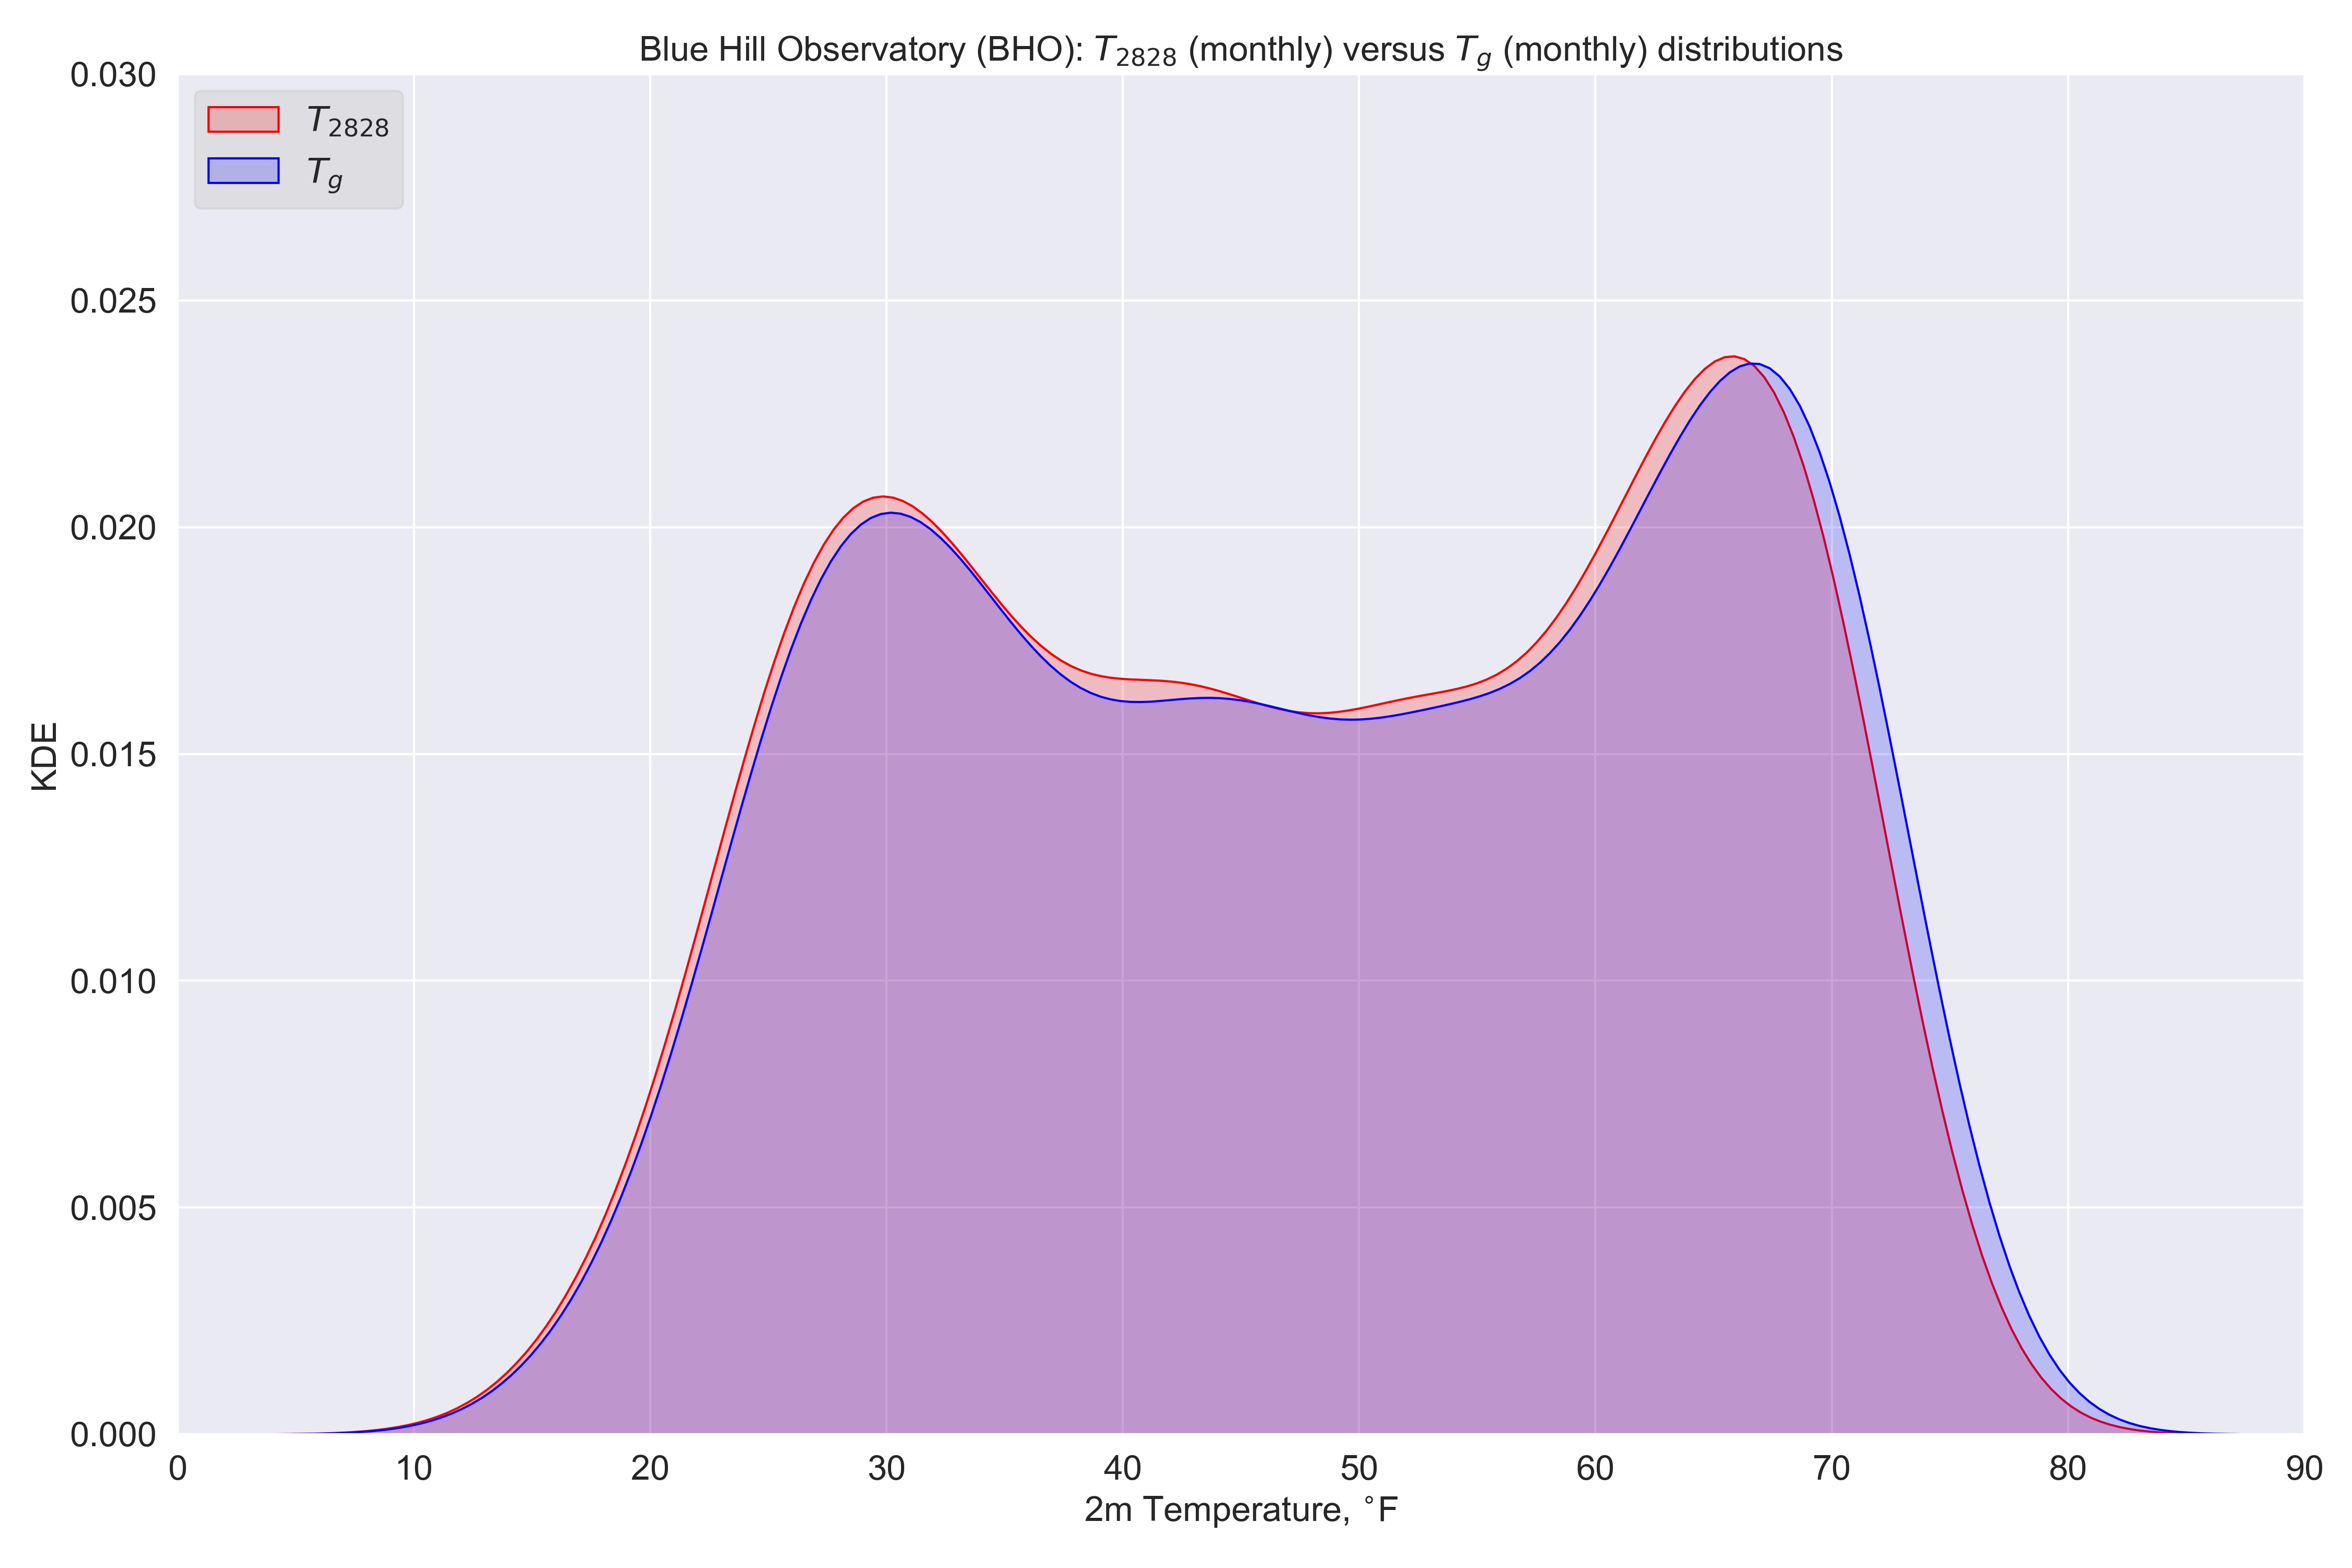 Blue Hill Observatory (BHO): T2828 (monthly) versus Tg (monthly) distributions
T2828
Tg
0.030
0.025
0.020
0.015
0.010
0.005
0.000
KDE
0 10 20 30 40 50 60 70 80 90
2m Temperature, °F